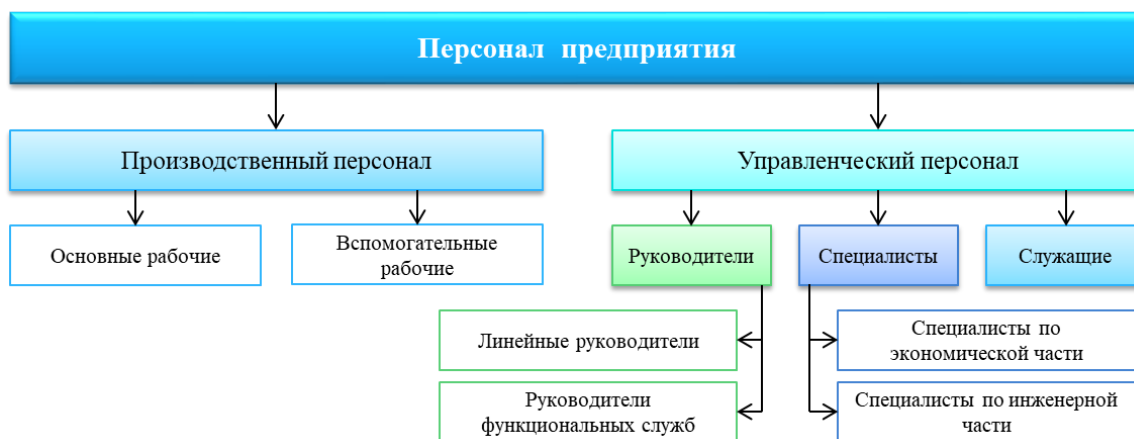 Персонал предприятия
Производственный персонал
Управленческий персонал
Основные рабочие
Вспомогательные
рабочие
Руководители
Специалисты
Служащие
Линейные руководители
Специалисты по
экономической части
Руководители
функциональных служб
Специалисты по инженерной
части